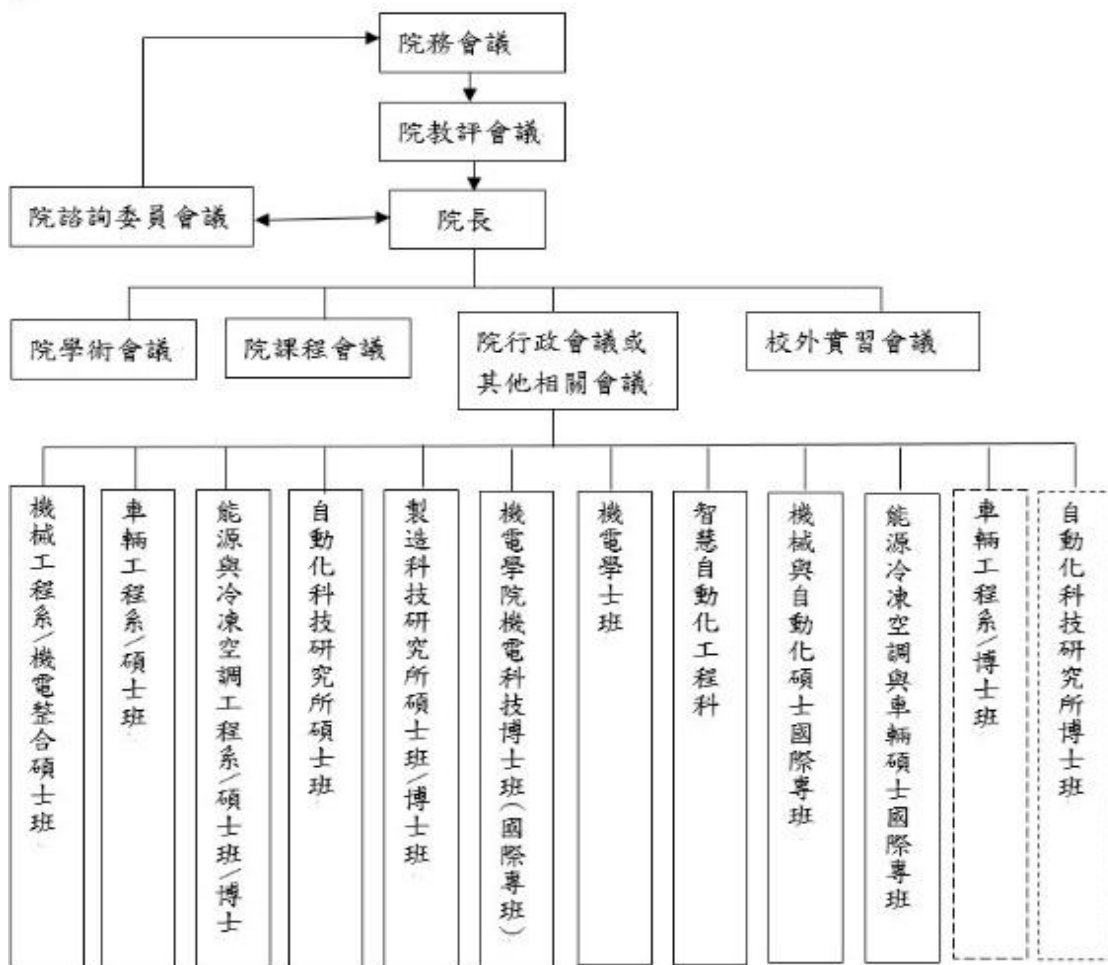 院務會議
院教評會議
院諮詢委員會議
院長
院學術會議
院課程會議
院行政會議或
其他相關會議
校外實習會議
機械工程系/機電整合碩士班
車輛工程系/碩士班
能源與冷凍空調工程系/碩士班/博士
自動化科技研究所碩士班
製造科技研究所碩士班/博士班
機電學院機電科技博士班(國際專班)
機電學士班
智慧自動化工程科
機械與自動化碩士國際專班
能源冷凍空調與車輛碩士國際專班
車輛工程系/博士班
自動化科技研究所博士班